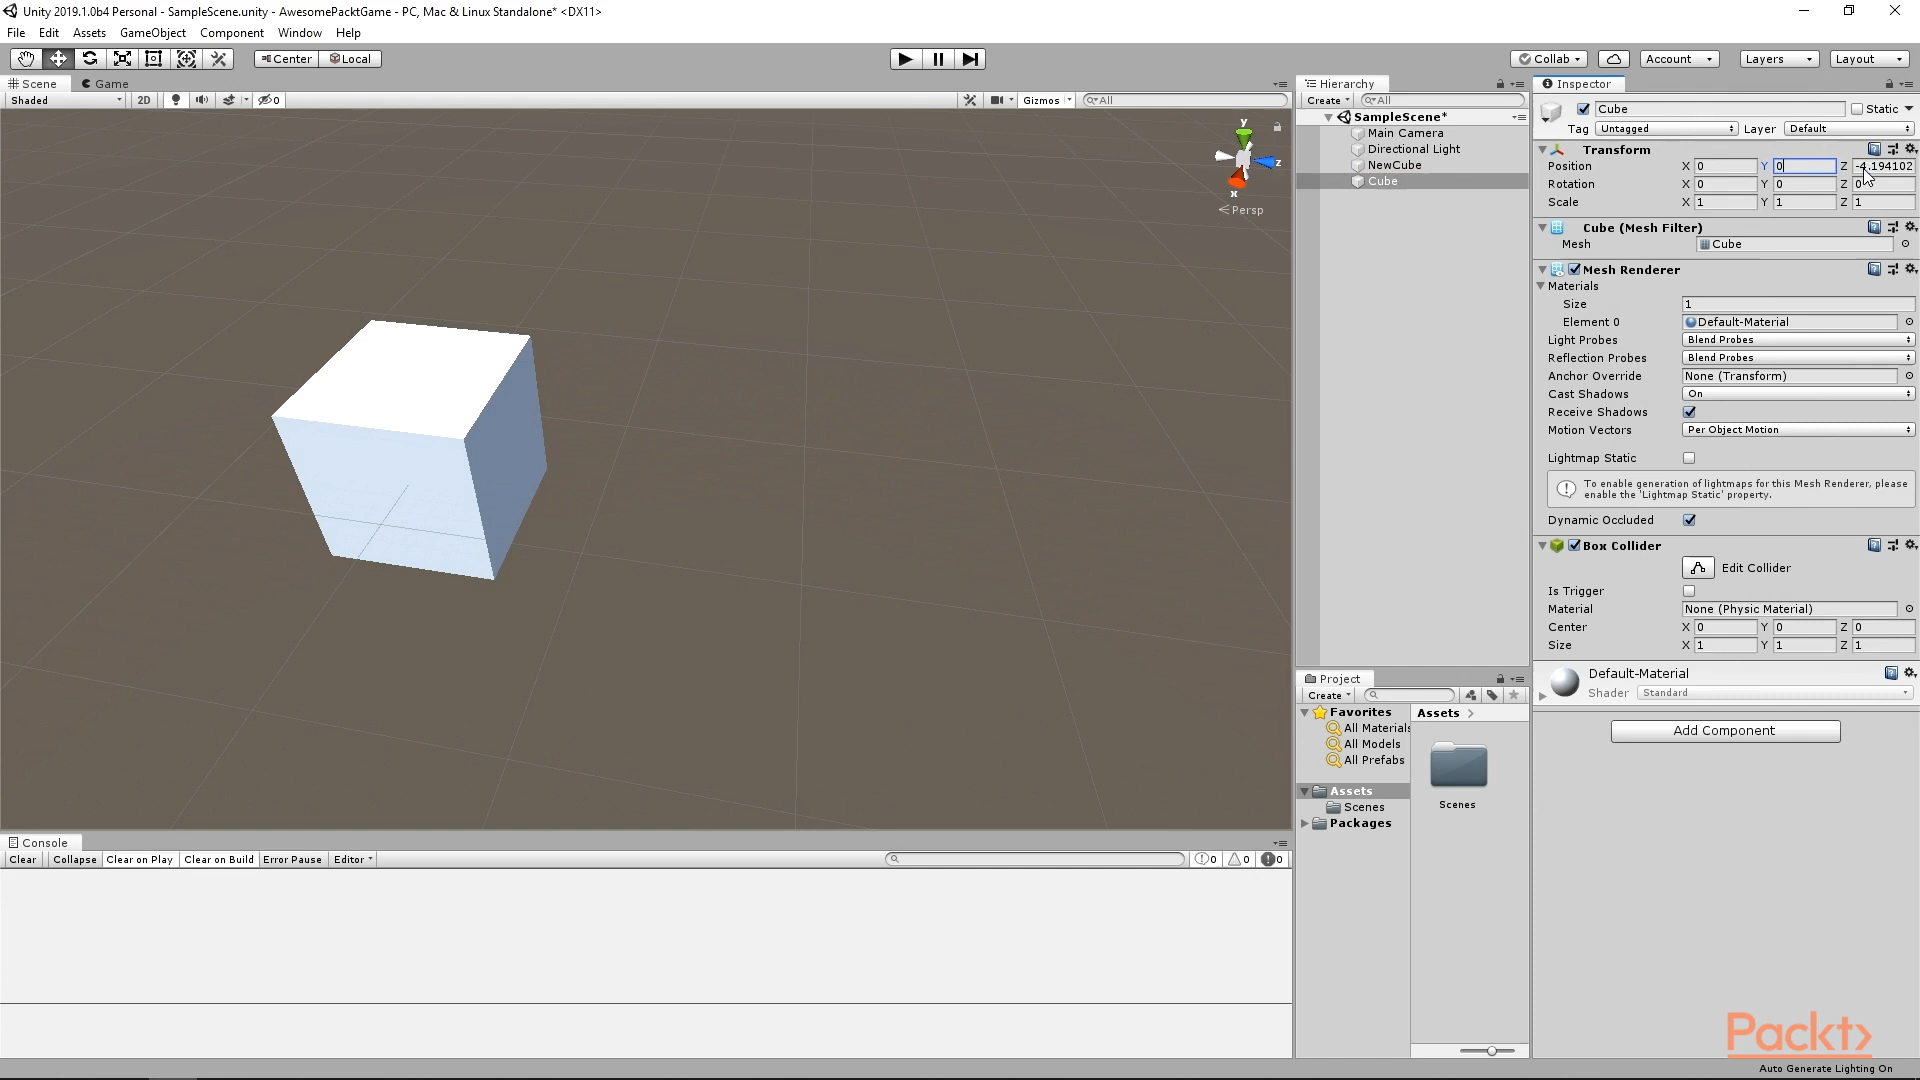 Unity 2019.1.0b4 Personal - SampleScene.unity - AwesomePacktGame - PC, Mac & Linux Standalone* <DX11>
File Edit Assets GameObject Component Window Help
Center Local Collab Account Layers Layout
Scene Game
Shaded 2D 0 Gizmos All
y
z
x
Persp
Hierarchy
Create All
SampleScene*
Main Camera
Directional Light
NewCube
Cube
Inspector
Cube Static
Tag Untagged Layer Default
Transform
Position X 0 Y 0 Z -4.194102
Rotation X 0 Y 0 Z 0
Scale X 1 Y 1 Z 1
Cube (Mesh Filter)
Mesh Cube
Mesh Renderer
Materials
Size 1
Element 0 Default-Material
Light Probes Blend Probes
Reflection Probes Blend Probes
Anchor Override None (Transform)
Cast Shadows On
Receive Shadows
Motion Vectors Per Object Motion
Lightmap Static
To enable generation of lightmaps for this Mesh Renderer, please
enable the 'Lightmap Static' property.
Dynamic Occluded
Box Collider
Edit Collider
Is Trigger
Material None (Physic Material)
Center X 0 Y 0 Z 0
Size X 1 Y 1 Z 1
Default-Material
Shader Standard
Add Component
Project
Create
Favorites
All Materials
All Models
All Prefabs
Assets
Scenes
Packages
Assets
Scenes
Console
Clear Collapse Clear on Play Clear on Build Error Pause Editor 0 0 0
Packt
Auto Generate Lighting On